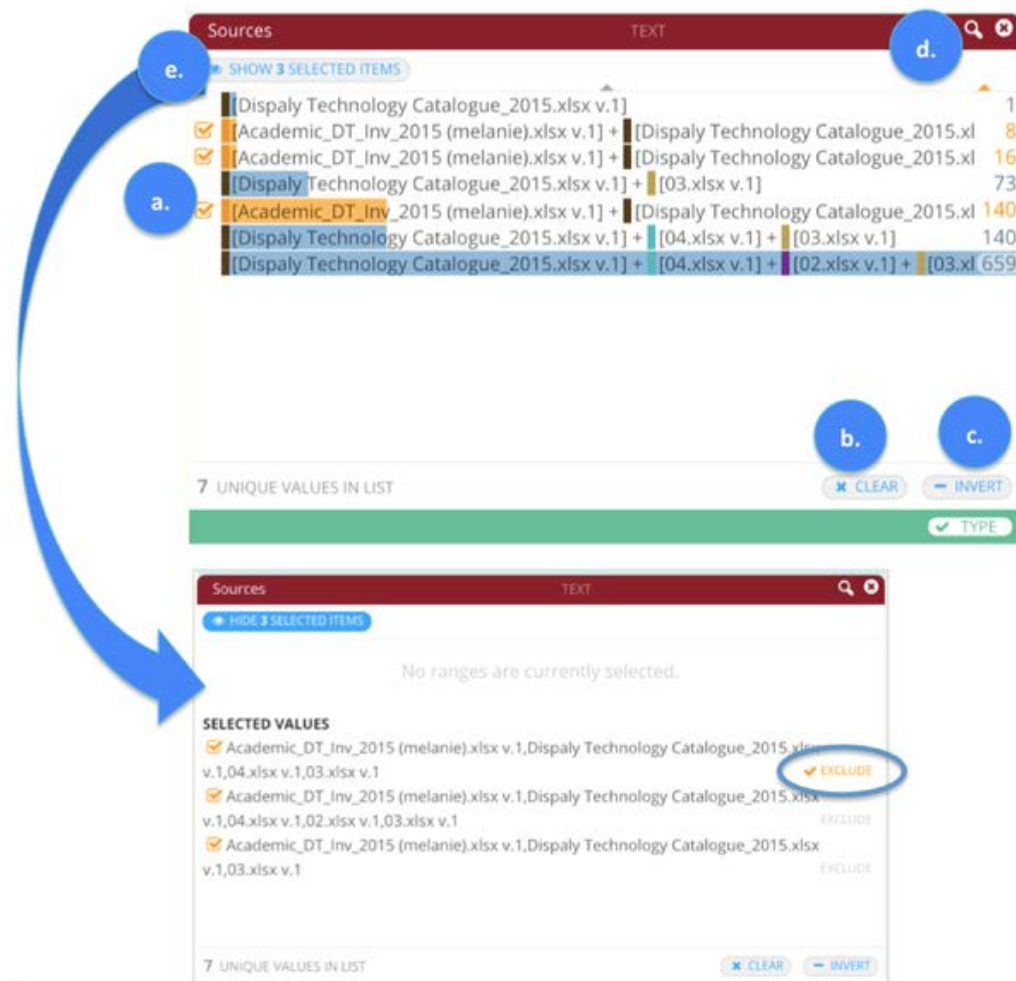 Sources TEXT
d.
e.
SHOW 3 SELECTED ITEMS
[Dispaly Technology Catalogue_2015.xlsx v.1] 1
[Academic_DT_Inv_2015 (melanie).xlsx v.1] + [Dispaly Technology Catalogue_2015.xl 8
[Academic_DT_Inv_2015 (melanie).xlsx v.1] + [Dispaly Technology Catalogue_2015.xl 16
[Dispaly Technology Catalogue_2015.xlsx v.1] + [03.xlsx v.1] 73
a.
[Academic_DT_Inv_2015 (melanie).xlsx v.1] + [Dispaly Technology Catalogue_2015.xl 140
[Dispaly Technology Catalogue_2015.xlsx v.1] + [04.xlsx v.1] + [03.xlsx v.1] 140
[Dispaly Technology Catalogue_2015.xlsx v.1] + [04.xlsx v.1] + [02.xlsx v.1] + [03.xl 659
b. c.
7 UNIQUE VALUES IN LIST CLEAR INVERT
TYPE
Sources TEXT
HIDE 3 SELECTED ITEMS
No ranges are currently selected.
SELECTED VALUES
Academic_DT_Inv_2015 (melanie).xlsx v.1,Dispaly Technology Catalogue_2015.xlsx
v.1,04.xlsx v.1,03.xlsx v.1 EXCLUDE
Academic_DT_Inv_2015 (melanie).xlsx v.1,Dispaly Technology Catalogue_2015.xlsx
v.1,04.xlsx v.1,02.xlsx v.1,03.xlsx v.1 EXCLUDE
Academic_DT_Inv_2015 (melanie).xlsx v.1,Dispaly Technology Catalogue_2015.xlsx
v.1,03.xlsx v.1 EXCLUDE
7 UNIQUE VALUES IN LIST CLEAR INVERT